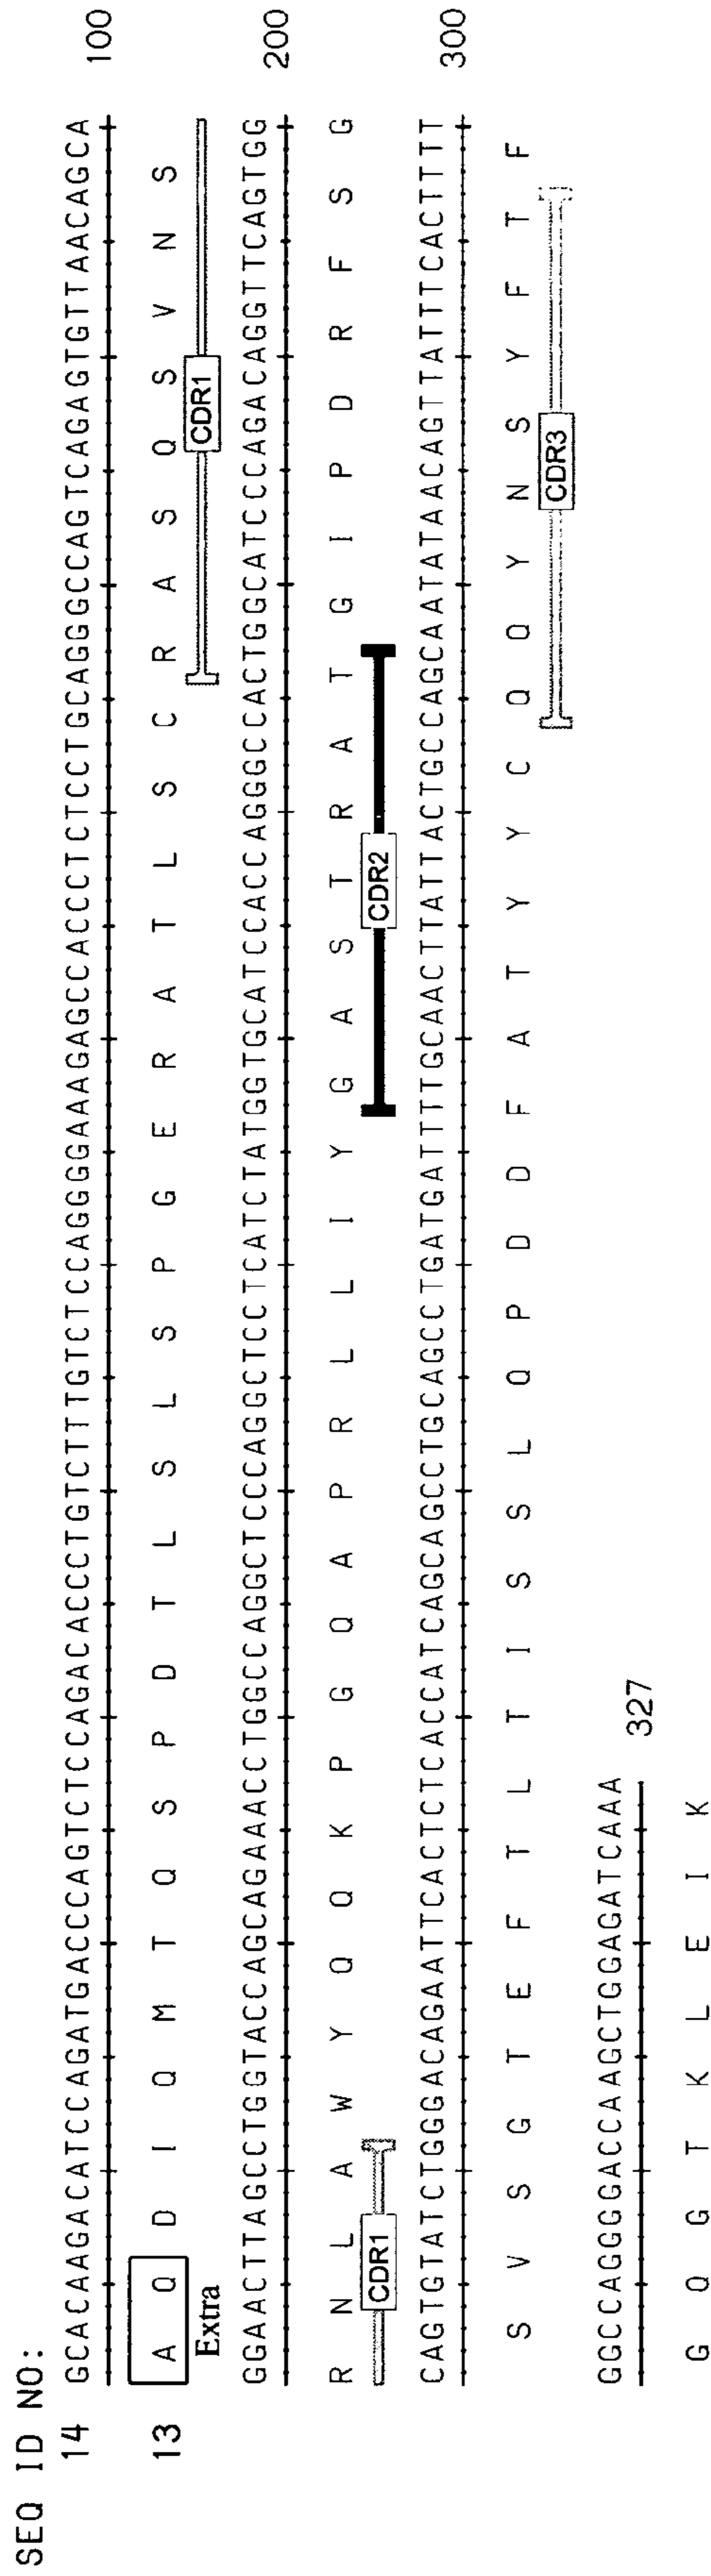 SEQ ID NO:
14 GCACAAGACATCCAGATGACCCAGTCTCCAGACACCCTGTCTTTGTCTCCAGGGGAAAGAGCCACCCTCTCCTGCAGGGCCAGTCAGAGTGTTAACAGCA 100
13 A Q D I Q M T Q S P D T L S L S P G E R A T L S C R A S Q S V N S
Extra CDR1
GGAACTTAGCCTGGTACCAGCAGAAACCTGGCCAGGCTCCCAGGCTCCTCATCTATGGTGCATCCACCAGGGCCACTGGCATCCCAGACAGGTTCAGTGG 200
R N L A W Y Q Q K P G Q A P R L L I Y G A S T R A T G I P D R F S G
CDR1 CDR2
CAGTGTATCTGGGACAGAATTCACTCTCACCATCAGCAGCCTGCAGCCTGATGATTTTGCAACTTATTACTGCCAGCAATATAACAGTTATTTCACTTTT 300
S V S G T E F T L T I S S L Q P D D F A T Y Y C Q Q Y N S Y F T F
CDR3
GGCCAGGGGACCAAGCTGGAGATCAAA 327
G Q G T K L E I K